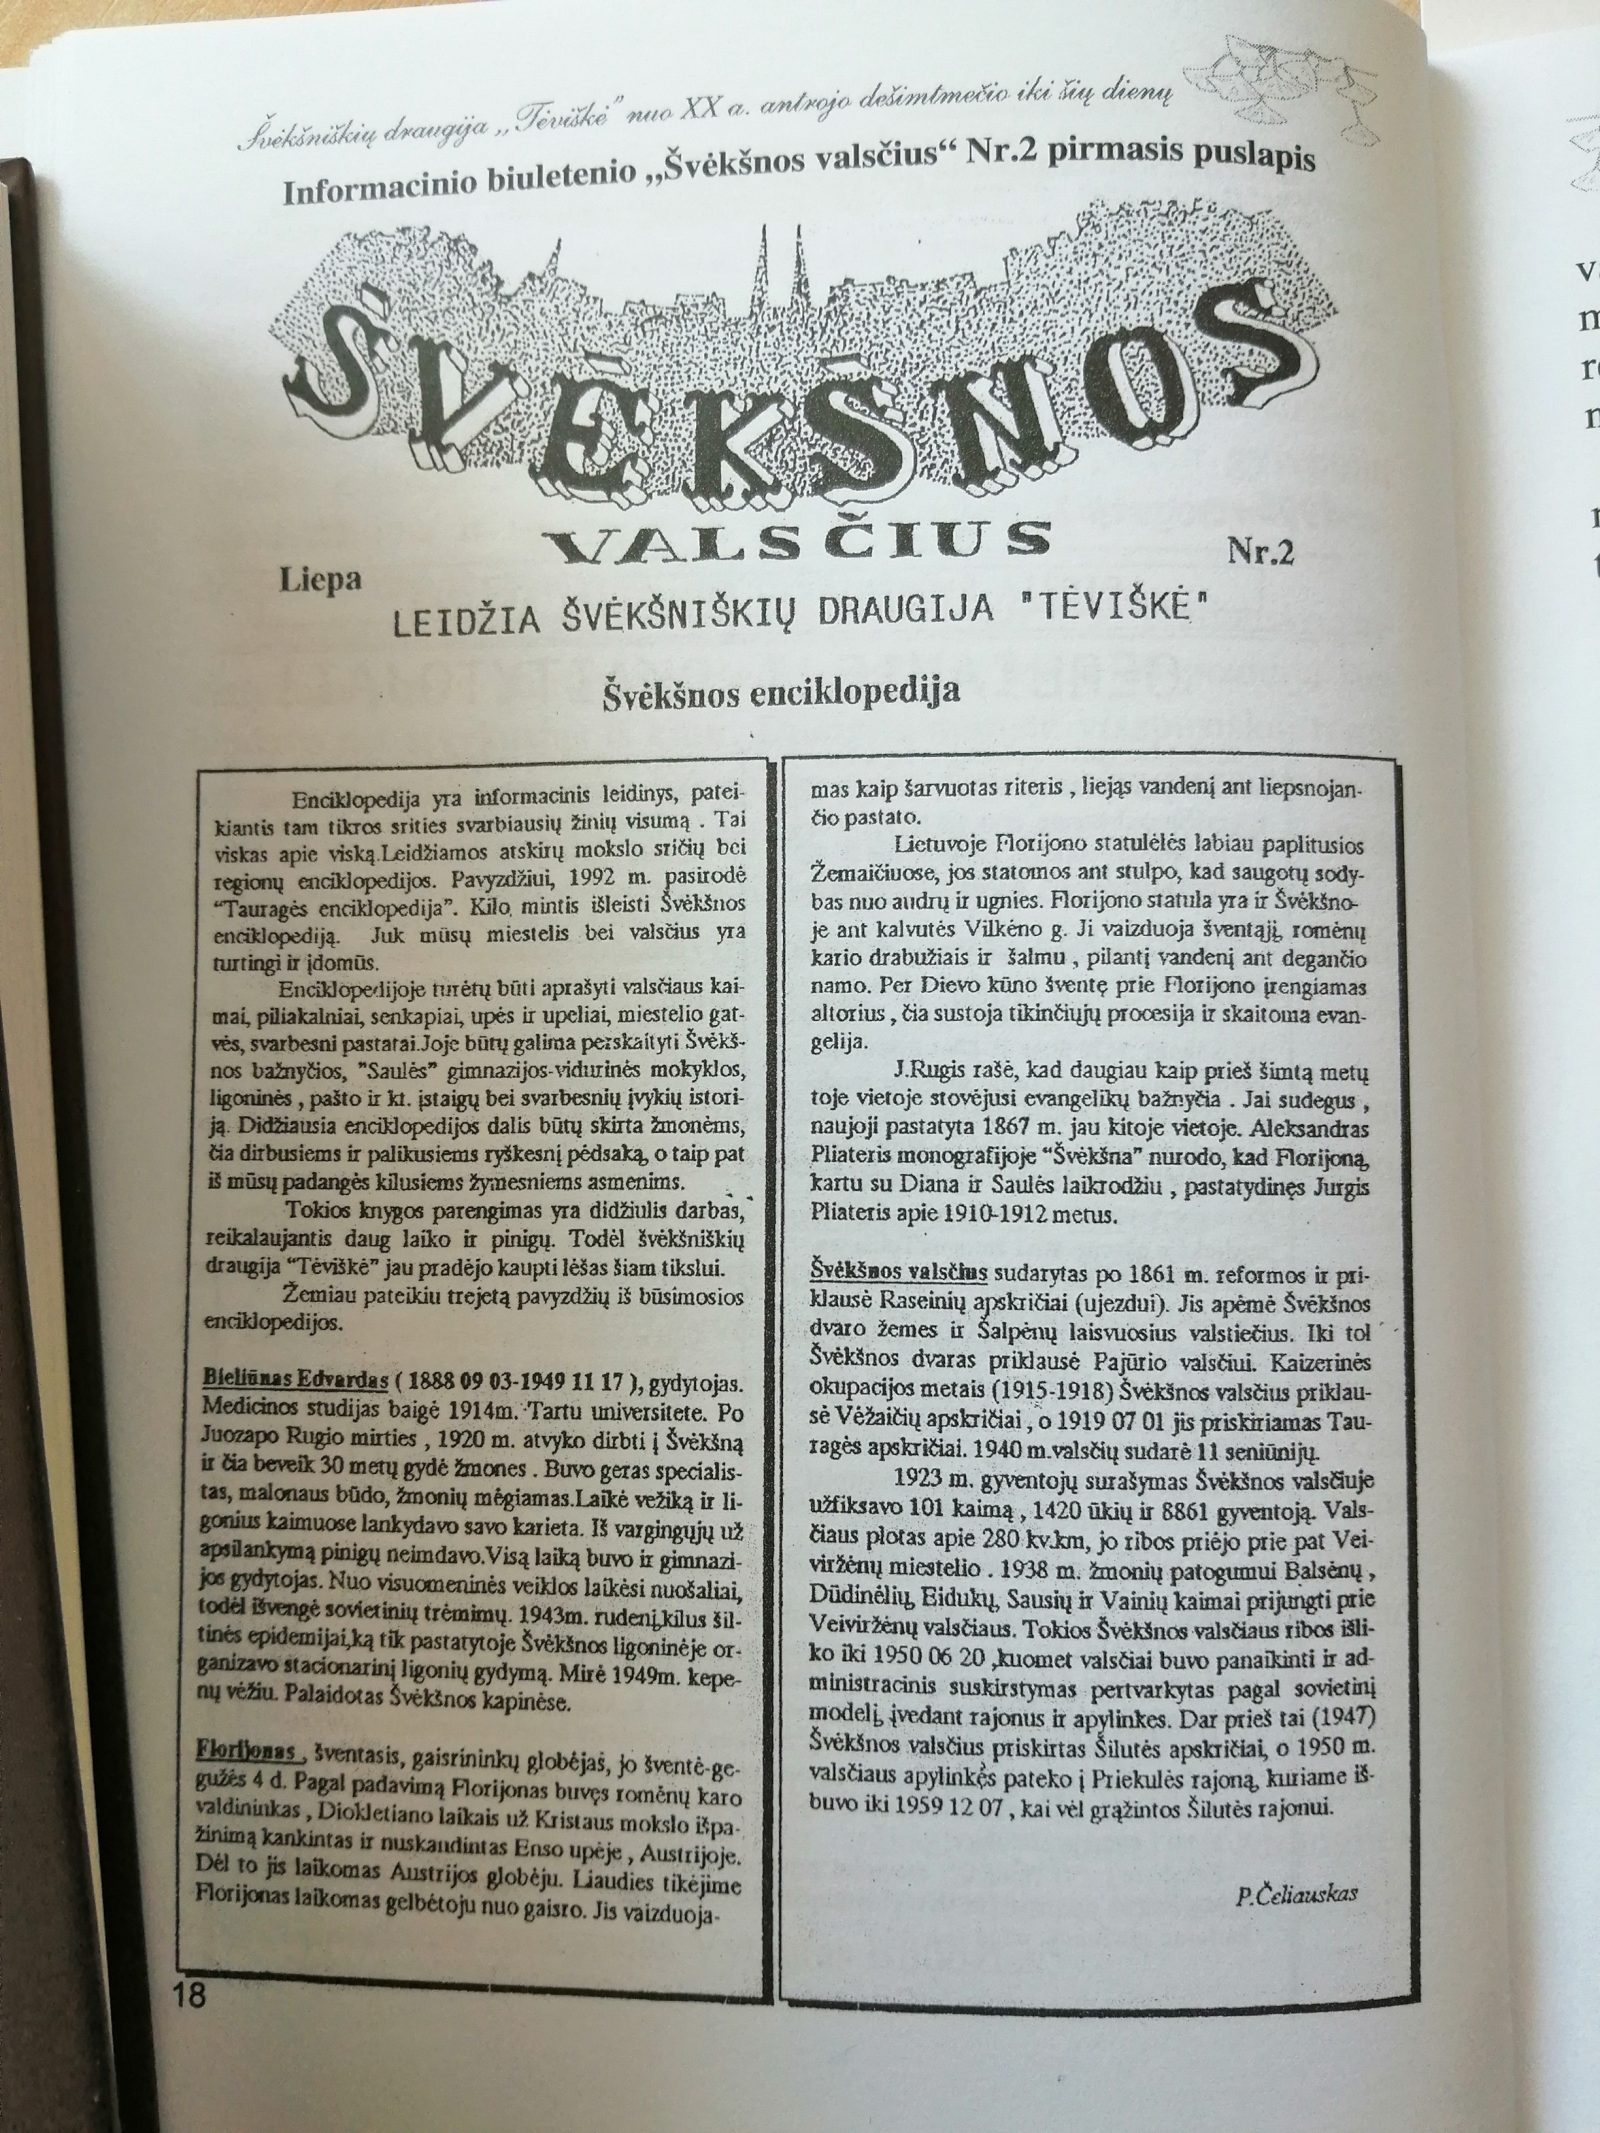 Švėkšniškių draugija „Tėviškė" nuo XX a. antrojo dešimtmečio iki šių dienų
Informacinio biuletenio „Švėkšnos valsčius“ Nr.2 pirmasis puslapis
ŠVĖKŠNOS
VALSČIUS
Liepa
Nr.2
LEIDŽIA ŠVĖKŠNIŠKIŲ DRAUGIJA "TĖVIŠKĖ"
Švėkšnos enciklopedija
Enciklopedija yra informacinis leidinys, patei-
kiantis tam tikros srities svarbiausių žinių visumą . Tai
viskas apie viską.Leidžiamos atskirų mokslo sričių bei
regionų enciklopedijos. Pavyzdžiui, 1992 m. pasirodė
“Tauragės enciklopedija”. Kilo mintis išleisti Švėkšnos
enciklopediją. Juk mūsų miestelis bei valsčius yra
turtingi ir įdomūs.
Enciklopedijoje turėtų būti aprašyti valsčiaus kai-
mai, piliakalniai, senkapiai, upės ir upeliai, miestelio gat-
vės, svarbesni pastatai.Joje būtų galima perskaityti Švėkš-
nos bažnyčios, ”Saulės” gimnazijos-vidurinės mokyklos,
ligoninės , pašto ir kt. įstaigų bei svarbesnių įvykių istori-
ją. Didžiausia enciklopedijos dalis būtų skirta žmonėms,
čia dirbusiems ir palikusiems ryškesnį pėdsaką, o taip pat
iš mūsų padangės kilusiems žymesniems asmenims.
Tokios knygos parengimas yra didžiulis darbas,
reikalaujantis daug laiko ir pinigų. Todėl švėkšniškių
draugija “Tėviškė” jau pradėjo kaupti lėšas šiam tikslui.
Žemiau pateikiu trejetą pavyzdžių iš būsimosios
enciklopedijos.
Bieliūnas Edvardas ( 1888 09 03-1949 11 17 ), gydytojas.
Medicinos studijas baigė 1914m. Tartu universitete. Po
Juozapo Rugio mirties , 1920 m. atvyko dirbti į Švėkšną
ir čia beveik 30 metų gydė žmones . Buvo geras specialis-
tas, malonaus būdo, žmonių mėgiamas.Laikė vežiką ir li-
gonius kaimuose lankydavo savo karieta. Iš vargingųjų už
apsilankymą pinigų neimdavo.Visą laiką buvo ir gimnazi-
jos gydytojas. Nuo visuomeninės veiklos laikėsi nuošaliai,
todėl išvengė sovietinių trėmimų. 1943m. rudenį,kilus šil-
tinės epidemijai,ką tik pastatytoje Švėkšnos ligoninėje or-
ganizavo stacionarinį ligonių gydymą. Mirė 1949m. kepe-
nų vėžiu. Palaidotas Švėkšnos kapinėse.
Florijonas , šventasis, gaisrininkų globėjas, jo šventė-ge-
gužės 4 d. Pagal padavimą Florijonas buvęs romėnų karo
valdininkas , Diokletiano laikais už Kristaus mokslo išpa-
žinimą kankintas ir nuskandintas Enso upėje , Austrijoje.
Dėl to jis laikomas Austrijos globėju. Liaudies tikėjime
Florijonas laikomas gelbėtoju nuo gaisro. Jis vaizduoja-
18
mas kaip šarvuotas riteris , liejąs vandenį ant liepsnojan-
čio pastato.
Lietuvoje Florijono statulėlės labiau paplitusios
Žemaičiuose, jos statomos ant stulpo, kad saugotų sody-
bas nuo audrų ir ugnies. Florijono statula yra ir Švėkšno-
je ant kalvutės Vilkėno g. Ji vaizduoja šventąjį, romėnų
kario drabužiais ir šalmu , pilantį vandenį ant degančio
namo. Per Dievo kūno šventę prie Florijono įrengiamas
altorius , čia sustoja tikinčiųjų procesija ir skaitoma evan-
gelija.
J.Rugis rašė, kad daugiau kaip prieš šimtą metų
toje vietoje stovėjusi evangelikų bažnyčia . Jai sudegus ,
naujoji pastatyta 1867 m. jau kitoje vietoje. Aleksandras
Pliateris monografijoje “Švėkšna” nurodo, kad Florijoną,
kartu su Diana ir Saulės laikrodžiu , pastatydinęs Jurgis
Pliateris apie 1910-1912 metus.
Švėkšnos valsčius sudarytas po 1861 m. reformos ir pri-
klausė Raseinių apskričiai (ujezdui). Jis apėmė Švėkšnos
dvaro žemes ir Šalpėnų laisvuosius valstiečius. Iki tol
Švėkšnos dvaras priklausė Pajūrio valsčiui. Kaizerinės
okupacijos metais (1915-1918) Švėkšnos valsčius priklau-
sė Vėžaičių apskričiai , o 1919 07 01 jis priskiriamas Tau-
ragės apskričiai. 1940 m.valsčių sudarė 11 seniūnijų.
1923 m. gyventojų surašymas Švėkšnos valsčiuje
užfiksavo 101 kaimą , 1420 ūkių ir 8861 gyventoją. Vals-
čiaus plotas apie 280 kv.km, jo ribos priėjo prie pat Vei-
viržėnų miestelio . 1938 m. žmonių patogumui Balsėnų ,
Dūdinėlių, Eidukų, Sausių ir Vainių kaimai prijungti prie
Veiviržėnų valsčiaus. Tokios Švėkšnos valsčiaus ribos išli-
ko iki 1950 06 20 ,kuomet valsčiai buvo panaikinti ir ad-
ministracinis suskirstymas pertvarkytas pagal sovietinį
modelį, įvedant rajonus ir apylinkes. Dar prieš tai (1947)
Švėkšnos valsčius priskirtas Šilutės apskričiai, o 1950 m.
valsčiaus apylinkės pateko į Priekulės rajoną, kuriame iš-
buvo iki 1959 12 07 , kai vėl grąžintos Šilutės rajonui.
P.Čeliauskas